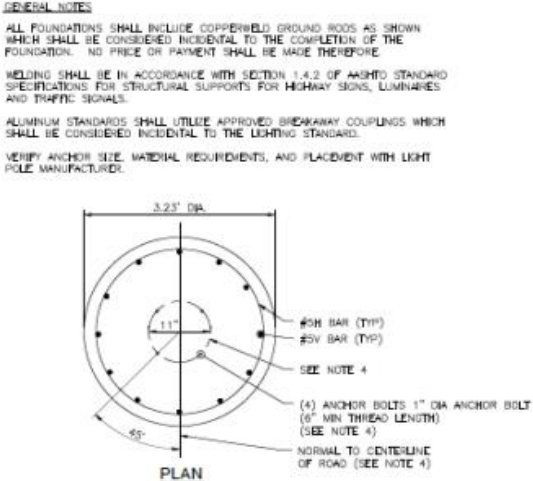 GENERAL NOTES
ALL FOUNDATIONS SHALL INCLUDE COPPERWELD GROUND RODS AS SHOWN
WHICH SHALL BE CONSIDERED INCIDENTAL TO THE COMPLETION OF THE
FOUNDATION. NO PRICE OR PAYMENT SHALL BE MADE THEREFORE
WELDING SHALL BE IN ACCORDANCE WITH SECTION 1.4.2 OF AASHTO STANDARD
SPECIFICATIONS FOR STRUCTURAL SUPPORTS FOR HIGHWAY SIGNS, LUMINAIRES
AND TRAFFIC SIGNALS.
ALUMINUM STANDARDS SHALL UTILIZE APPROVED BREAKAWAY COUPLINGS WHICH
SHALL BE CONSIDERED INCIDENTAL TO THE LIGHTING STANDARD.
VERIFY ANCHOR SIZE, MATERIAL REQUIREMENTS, AND PLACEMENT WITH LIGHT
POLE MANUFACTURER.
3.23' DIA.
11"
#5H BAR (TYP)
#5V BAR (TYP)
SEE NOTE 4
(4) ANCHOR BOLTS 1" DIA ANCHOR BOLT
(6" MIN THREAD LENGTH)
(SEE NOTE 4)
45°
NORMAL TO CENTERLINE
OF ROAD (SEE NOTE 4)
PLAN